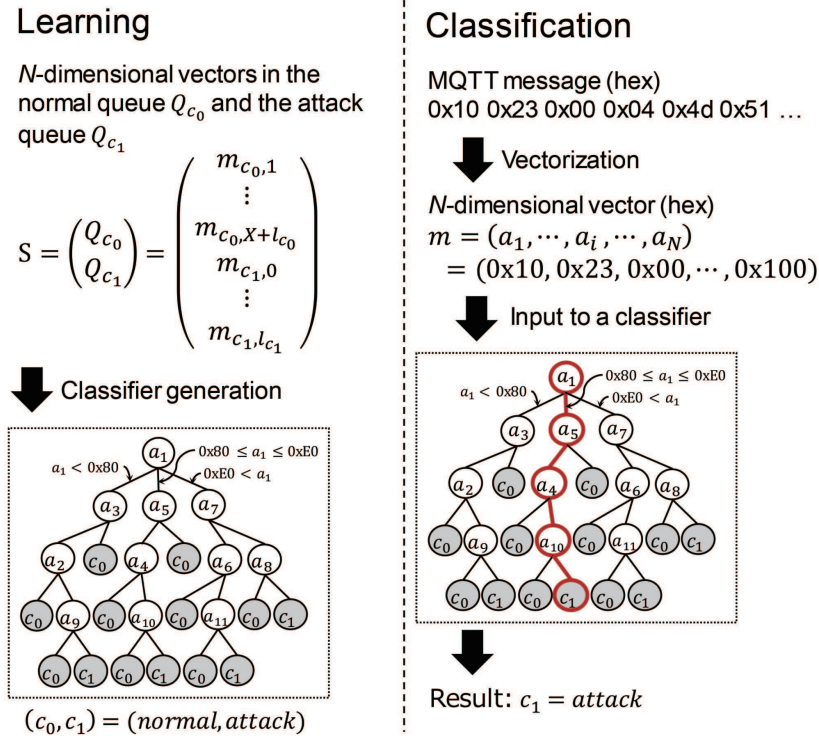 Learning
N-dimensional vectors in the
normal queue Q_{c_0} and the attack
queue Q_{c_1}
S = (Q_{c_0} Q_{c_1}) = (m_{c_0,1} ⋮ m_{c_0,X+l_{c_0}} m_{c_1,0} ⋮ m_{c_1,l_{c_1}})
Classifier generation
a_1
a_1 < 0x80
0x80 ≤ a_1 ≤ 0xE0
0xE0 < a_1
a_3 a_5 a_7
a_2 c_0 a_4 c_0 a_6 a_8
c_0 a_9 c_0 a_10 c_0 a_11 c_0 c_1
c_0 c_1 c_0 c_1 c_0 c_1
(c_0, c_1) = (normal, attack)
Classification
MQTT message (hex)
0x10 0x23 0x00 0x04 0x4d 0x51 …
Vectorization
N-dimensional vector (hex)
m = (a_1, ⋯, a_i, ⋯, a_N)
= (0x10, 0x23, 0x00, ⋯, 0x100)
Input to a classifier
a_1
a_1 < 0x80
0x80 ≤ a_1 ≤ 0xE0
0xE0 < a_1
a_3 a_5 a_7
a_2 c_0 a_4 c_0 a_6 a_8
c_0 a_9 c_0 a_10 c_0 a_11 c_0 c_1
c_0 c_1 c_0 c_1 c_0 c_1
Result: c_1 = attack